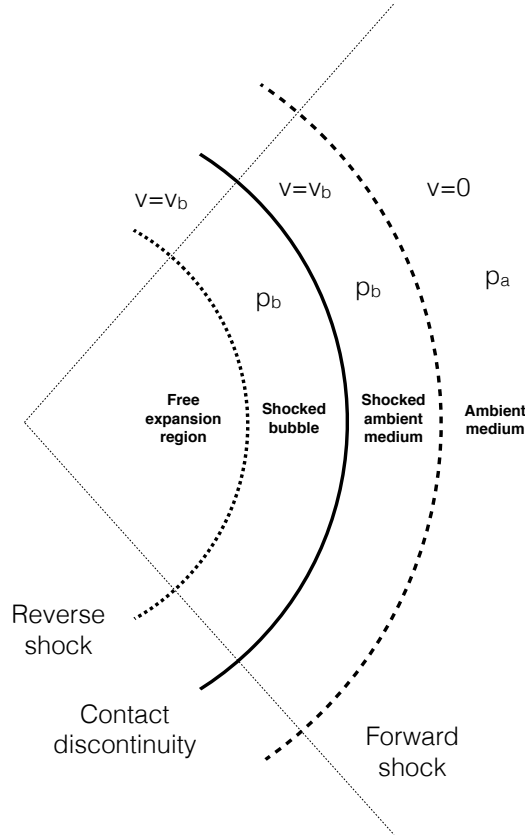 v=v_b
v=v_b
v=0
p_b
p_b
p_a
Free
expansion
region
Shocked
bubble
Shocked
ambient
medium
Ambient
medium
Reverse
shock
Contact
discontinuity
Forward
shock